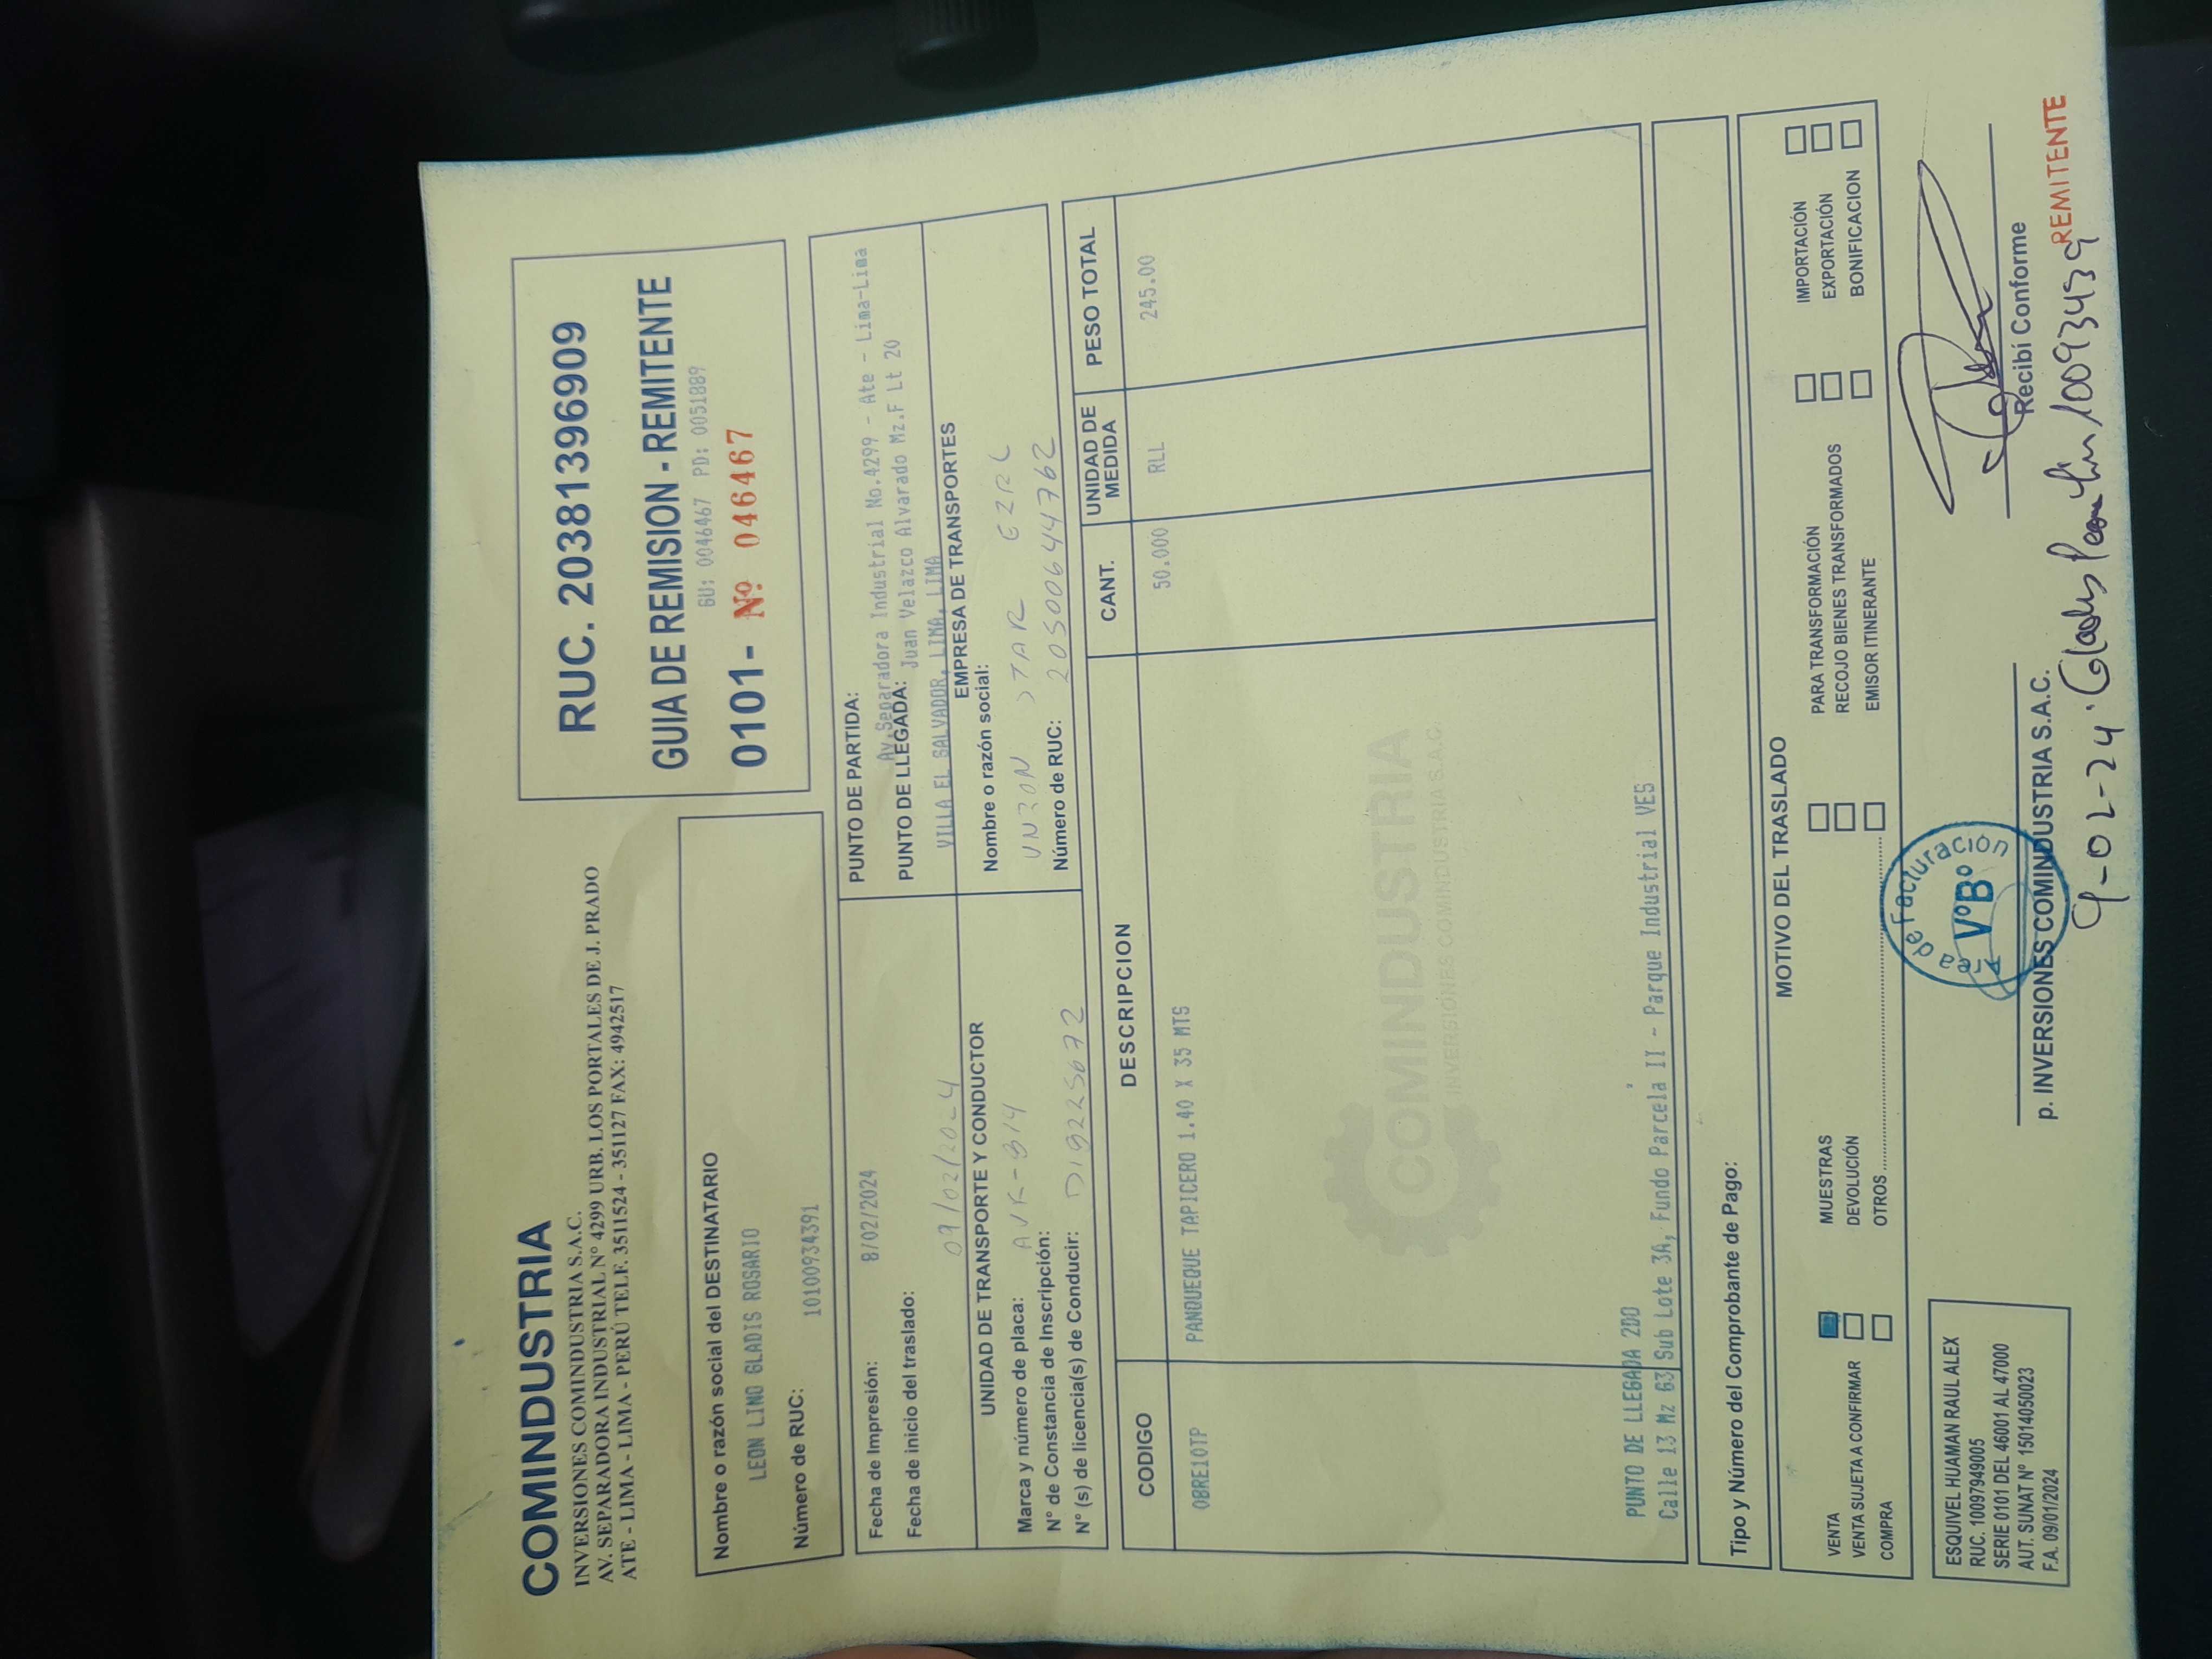 COMINDUSTRIA
INVERSIONES COMINDUSTRIA S.A.C.
AV. SEPARADORA INDUSTRIAL Nº 4299 URB. LOS PORTALES DE J. PRADO
ATE - LIMA - LIMA - PERÚ TELF. 3511524 - 351127 FAX: 4942517
RUC. 20381396909
GUIA DE REMISION - REMITENTE
GU: 0046467 PD: 0051889
0101- Nº 046467
Nombre o razón social del DESTINATARIO
LEON LINO GLADIS ROSARIO
Número de RUC: 10100934391
Fecha de Impresión: 8/02/2024
Fecha de inicio del traslado:
09/02/2024
PUNTO DE PARTIDA:
Av.Separadora Industrial No.4299 - Ate - Lima-Lima
PUNTO DE LLEGADA: Juan Velazco Alvarado Mz.F Lt 20
VILLA EL SALVADOR, LIMA, LIMA
UNIDAD DE TRANSPORTE Y CONDUCTOR
Marca y número de placa: AVK-914
Nº de Constancia de Inscripción:
Nº (s) de licencia(s) de Conducir:
EMPRESA DE TRANSPORTES
Nombre o razón social:
UNION STAR EIRL
Número de RUC: 20500644762
CODIGO DESCRIPCION CANT. UNIDAD DE MEDIDA PESO TOTAL
OBRE10TP PANQUEQUE TAPICERO 1.40 X 35 MTS 50.000 RLL 245.00
COMINDUSTRIA
INVERSIONES COMINDUSTRIA S.A.C
PUNTO DE LLEGADA 2DO
Calle 13 Mz G3 Sub Lote 3A, Fundo Parcela II - Parque Industrial VES
Tipo y Número del Comprobante de Pago:
MOTIVO DEL TRASLADO
VENTA MUESTRAS PARA TRANSFORMACIÓN IMPORTACIÓN
VENTA SUJETA A CONFIRMAR DEVOLUCIÓN RECOJO BIENES TRANSFORMADOS EXPORTACIÓN
COMPRA OTROS EMISOR ITINERANTE BONIFICACION
ESQUIVEL HUAMAN RAUL ALEX
RUC. 10097949005
SERIE 0101 DEL 46001 AL 47000
AUT. SUNAT Nº 15014050023
F.A. 09/01/2024
Area de Facturación
VºBº
p. INVERSIONES COMINDUSTRIA S.A.C.
Recibí Conforme
REMITENTE
9-02-24